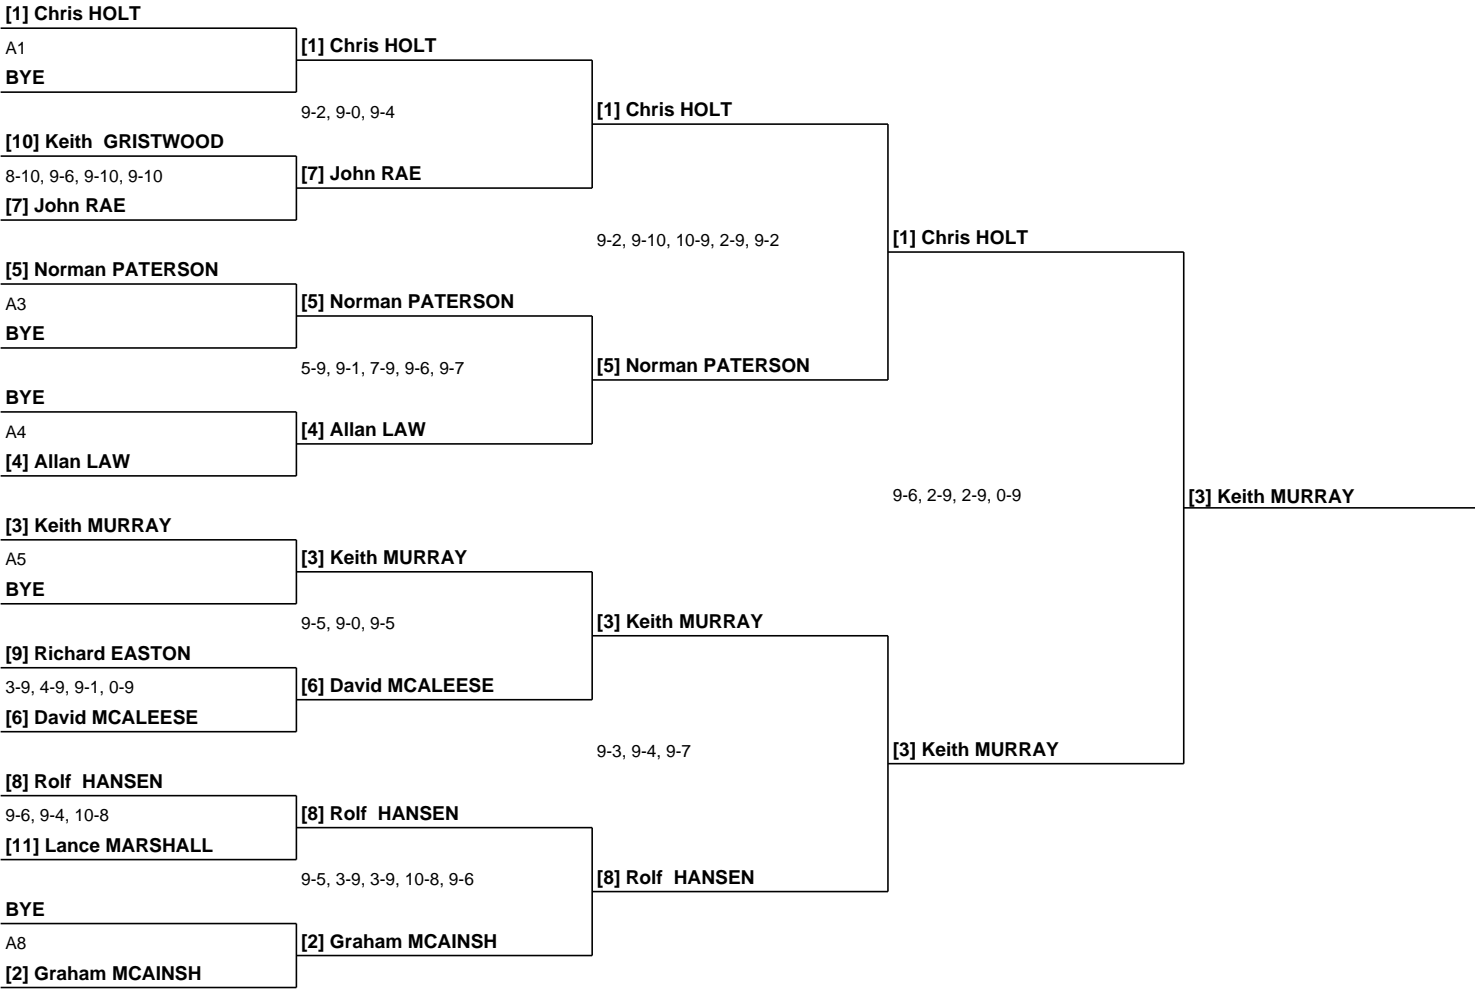 [1] Chris HOLT
A1
BYE
[10] Keith  GRISTWOOD
8-10, 9-6, 9-10, 9-10
[7] John RAE
[5] Norman PATERSON
A3
BYE
BYE
A4
[4] Allan LAW
[3] Keith MURRAY
A5
BYE
[9] Richard EASTON
3-9, 4-9, 9-1, 0-9
[6] David MCALEESE
[8] Rolf  HANSEN
9-6, 9-4, 10-8
[11] Lance MARSHALL
BYE
A8
[2] Graham MCAINSH
[1] Chris HOLT
9-2, 9-0, 9-4
[7] John RAE
[5] Norman PATERSON
5-9, 9-1, 7-9, 9-6, 9-7
[4] Allan LAW
[3] Keith MURRAY
9-5, 9-0, 9-5
[6] David MCALEESE
[8] Rolf  HANSEN
9-5, 3-9, 3-9, 10-8, 9-6
[2] Graham MCAINSH
[1] Chris HOLT
9-2, 9-10, 10-9, 2-9, 9-2
[5] Norman PATERSON
[3] Keith MURRAY
9-3, 9-4, 9-7
[8] Rolf  HANSEN
[1] Chris HOLT
9-6, 2-9, 2-9, 0-9
[3] Keith MURRAY
[3] Keith MURRAY